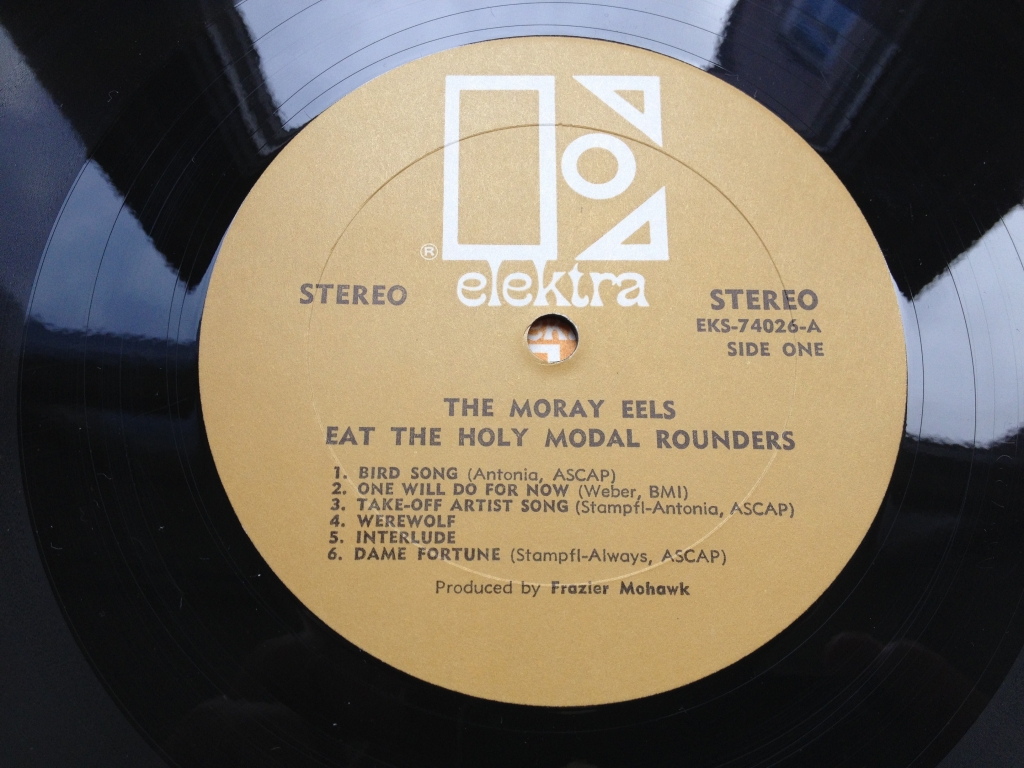 ®
elektra
STEREO
STEREO
EKS-74026-A
SIDE ONE
THE MORAY EELS
EAT THE HOLY MODAL ROUNDERS
1. BIRD SONG (Antonia, ASCAP)
2. ONE WILL DO FOR NOW (Weber, BMI)
3. TAKE-OFF ARTIST SONG (Stampfl-Antonia, ASCAP)
4. WEREWOLF
5. INTERLUDE
6. DAME FORTUNE (Stampfl-Always, ASCAP)
Produced by Frazier Mohawk